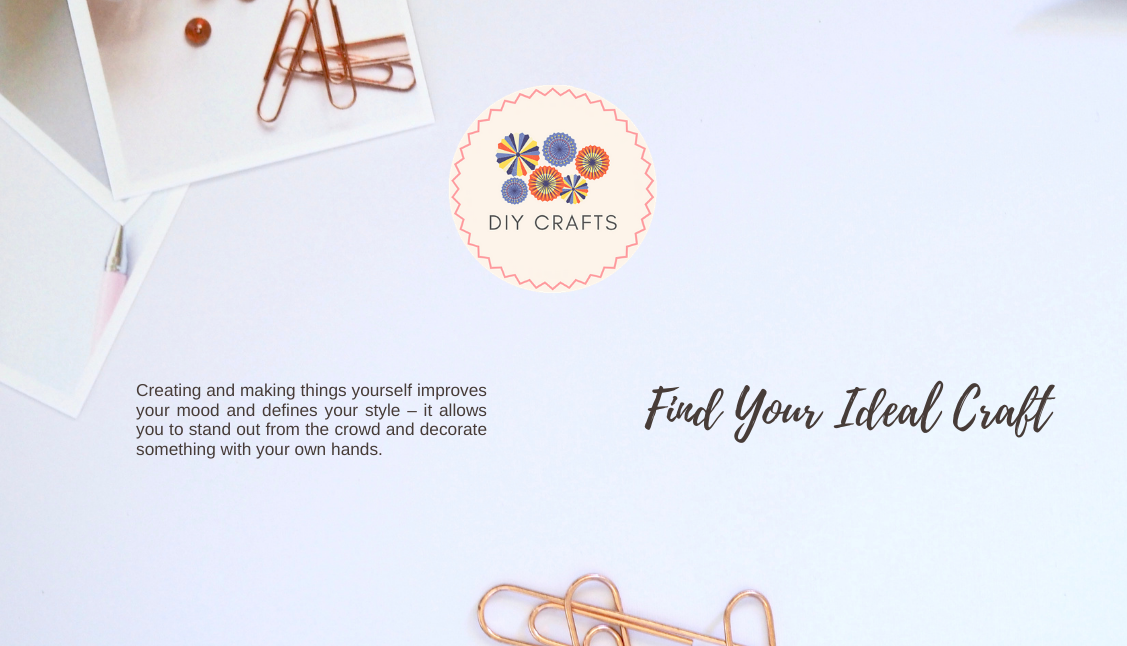 DIY CRAFTS
Creating and making things yourself improves
your mood and defines your style – it allows
you to stand out from the crowd and decorate
something with your own hands.
Find Your Ideal Craft